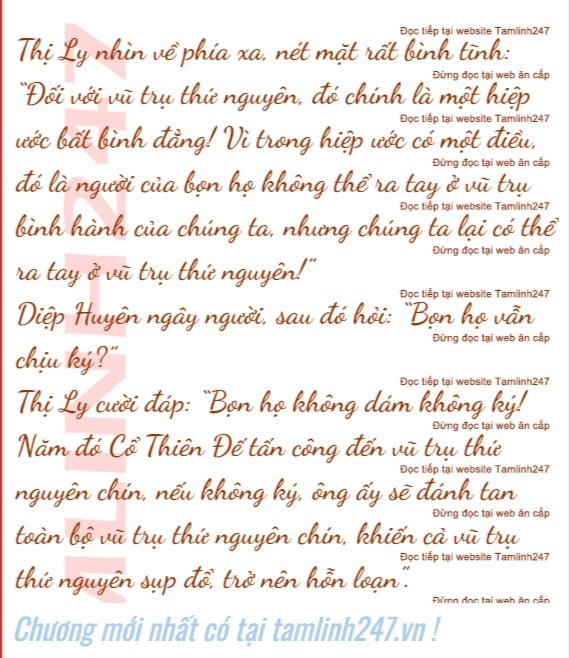 Đọc tiếp tại website Tamlinh247
Thị Ly nhìn về phía xa, nét mặt rất bình tĩnh:
Đừng đọc tại web ăn cắp
“Đối với vũ trụ thứ nguyên, đó chính là một hiệp
Đọc tiếp tại website Tamlinh247
ước bất bình đẳng! Vì trong hiệp ước có một điều,
Đừng đọc tại web ăn cắp
đó là người của bọn họ không thể ra tay ở vũ trụ
Đọc tiếp tại website Tamlinh247
bình hành của chúng ta, nhưng chúng ta lại có thể
Đừng đọc tại web ăn cắp
ra tay ở vũ trụ thứ nguyên!”
Đọc tiếp tại website Tamlinh247
Diệp Huyên ngây người, sau đó hỏi: “Bọn họ vẫn
Đừng đọc tại web ăn cắp
chịu ký?”
Đọc tiếp tại website Tamlinh247
Thị Ly cười đáp: “Bọn họ không dám không ký!
Đừng đọc tại web ăn cắp
Năm đó Cổ Thiên Đế tấn công đến vũ trụ thứ
Đọc tiếp tại website Tamlinh247
nguyên chín, nếu không ký, ông ấy sẽ đánh tan
Đừng đọc tại web ăn cắp
toàn bộ vũ trụ thứ nguyên chín, khiến cả vũ trụ
Đọc tiếp tại website Tamlinh247
thứ nguyên sụp đổ, trở nên hỗn loạn”.
Đừng đọc tại web ăn cắp
ALINH247
Chương mới nhất có tại tamlinh247.vn !